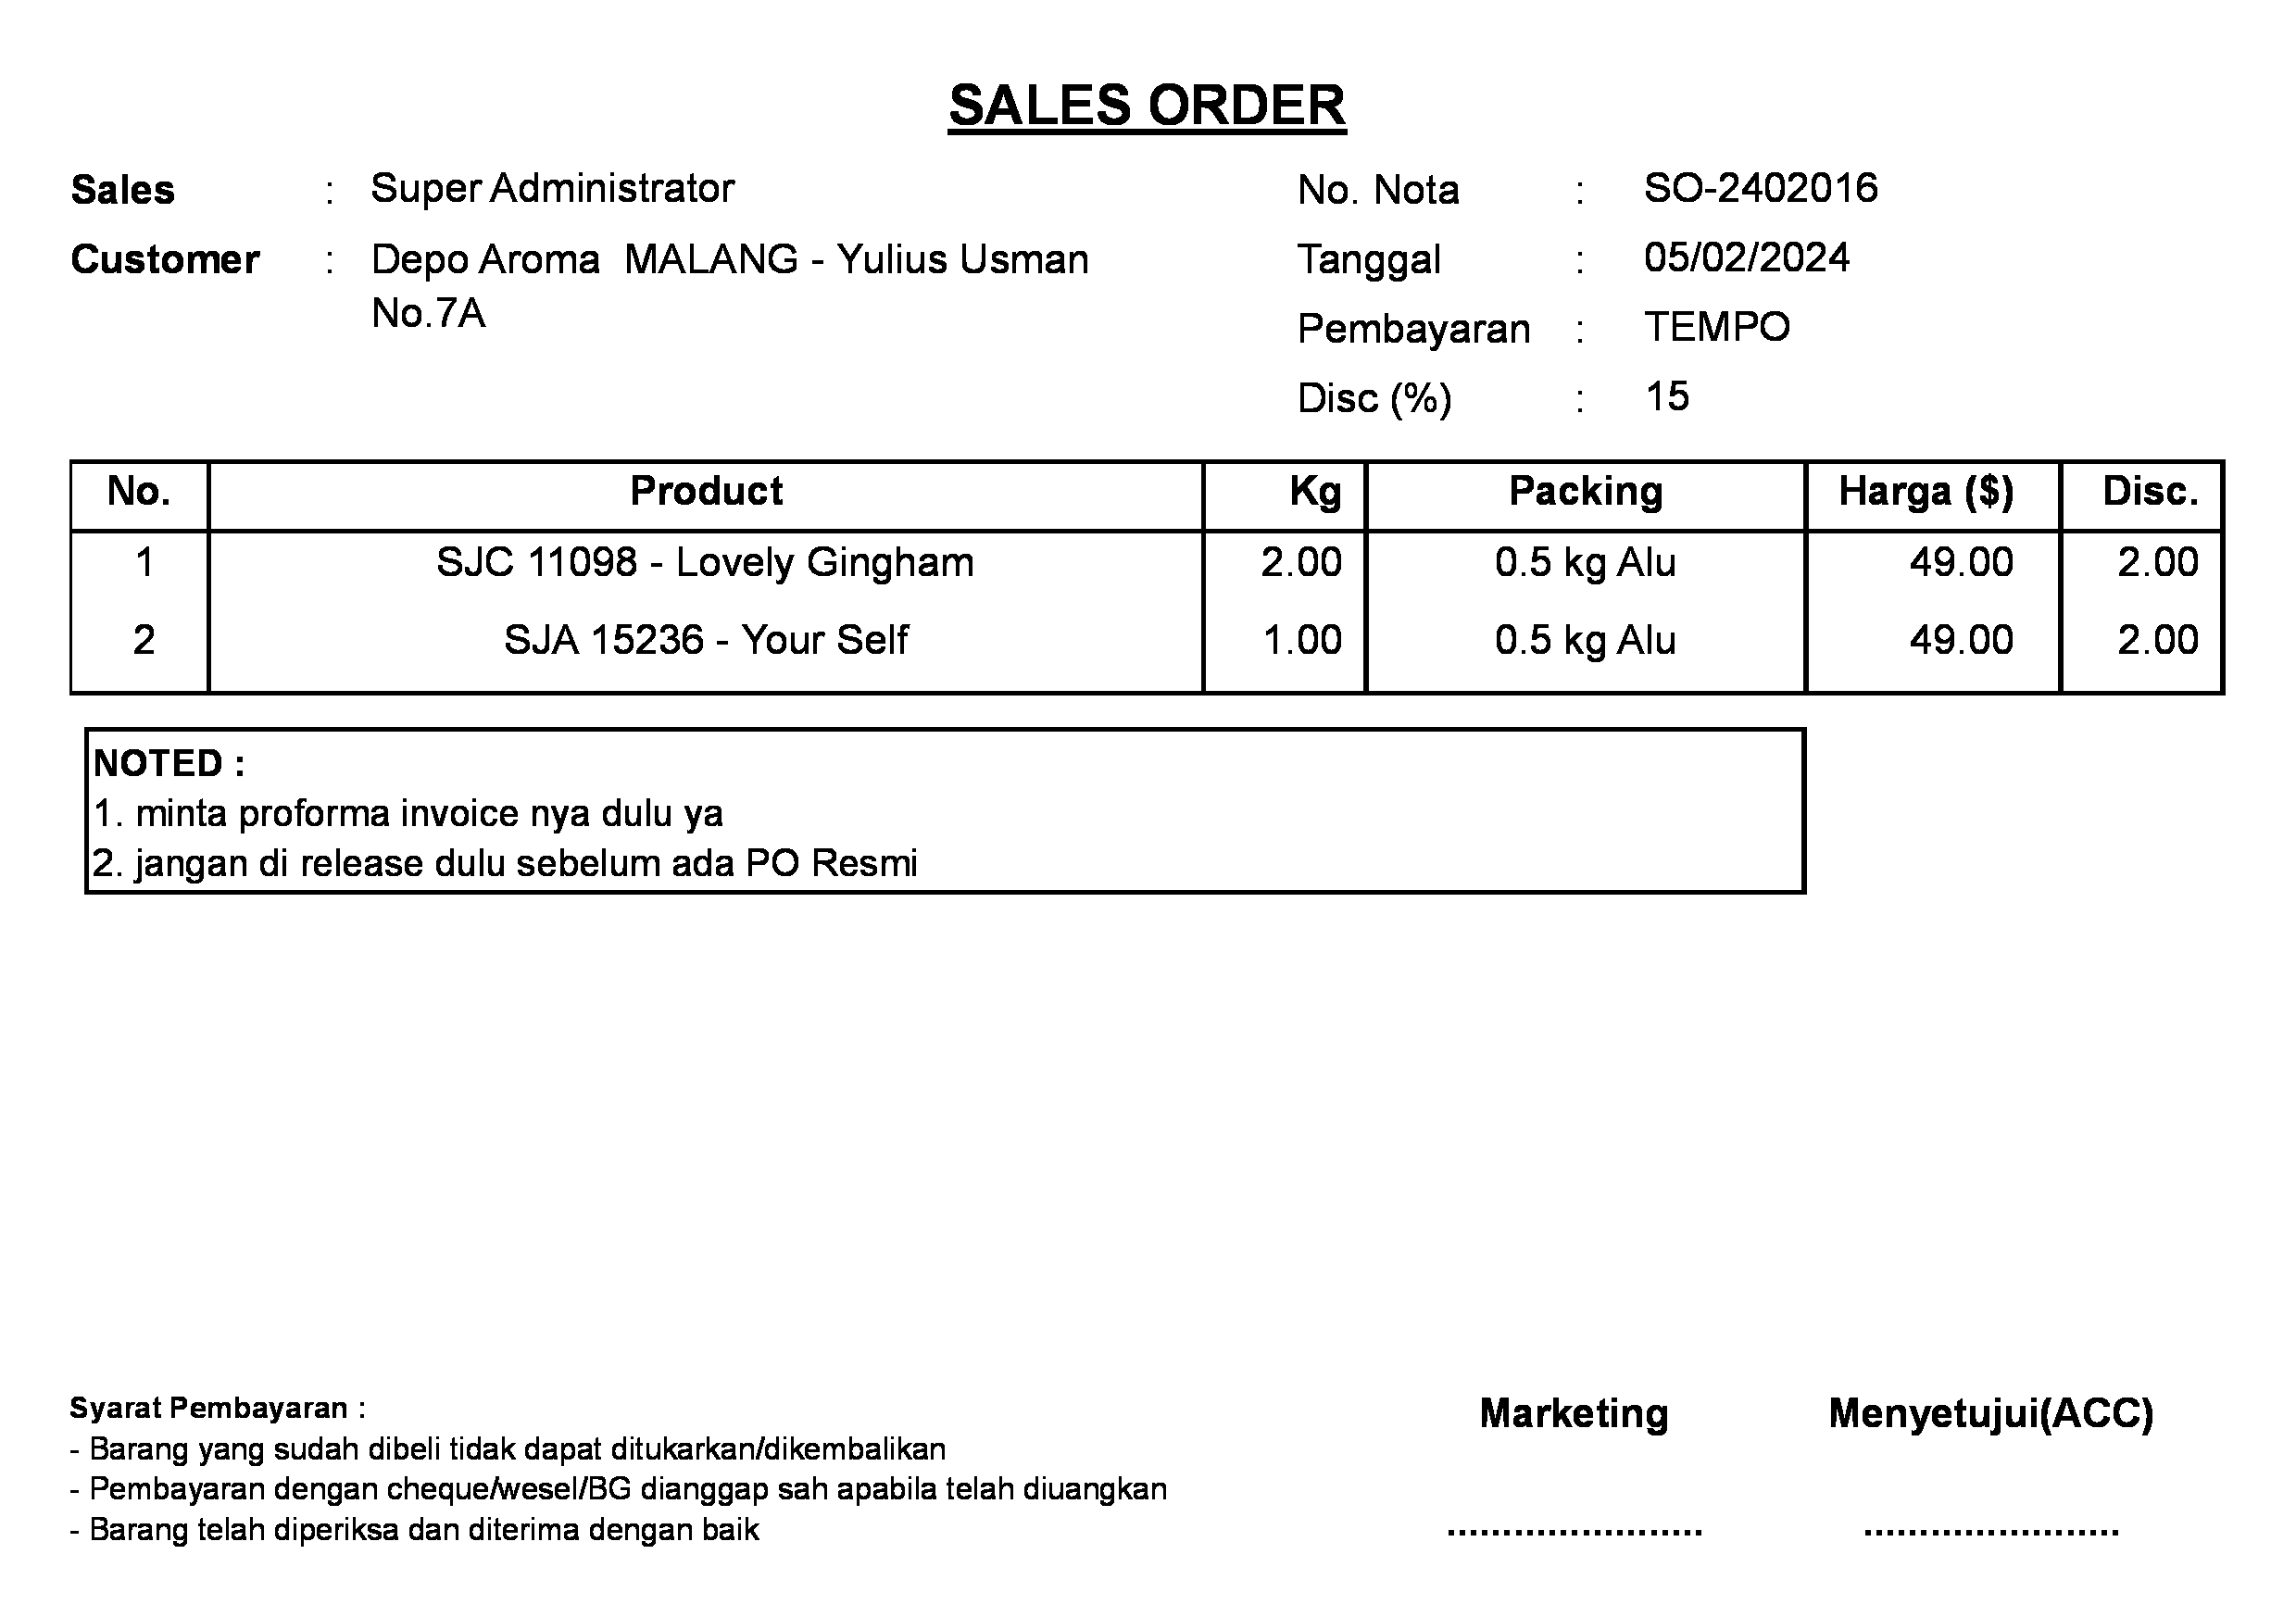 SALES ORDER
Sales : Super Administrator
Customer : Depo Aroma MALANG - Yulius Usman
No.7A
No. Nota : SO-2402016
Tanggal : 05/02/2024
Pembayaran : TEMPO
Disc (%) : 15
No. Product Kg Packing Harga ($) Disc.
1 SJC 11098 - Lovely Gingham 2.00 0.5 kg Alu 49.00 2.00
2 SJA 15236 - Your Self 1.00 0.5 kg Alu 49.00 2.00
NOTED :
1. minta proforma invoice nya dulu ya
2. jangan di release dulu sebelum ada PO Resmi
Syarat Pembayaran :
- Barang yang sudah dibeli tidak dapat ditukarkan/dikembalikan
- Pembayaran dengan cheque/wesel/BG dianggap sah apabila telah diuangkan
- Barang telah diperiksa dan diterima dengan baik
Marketing Menyetujui(ACC)
........................ ........................